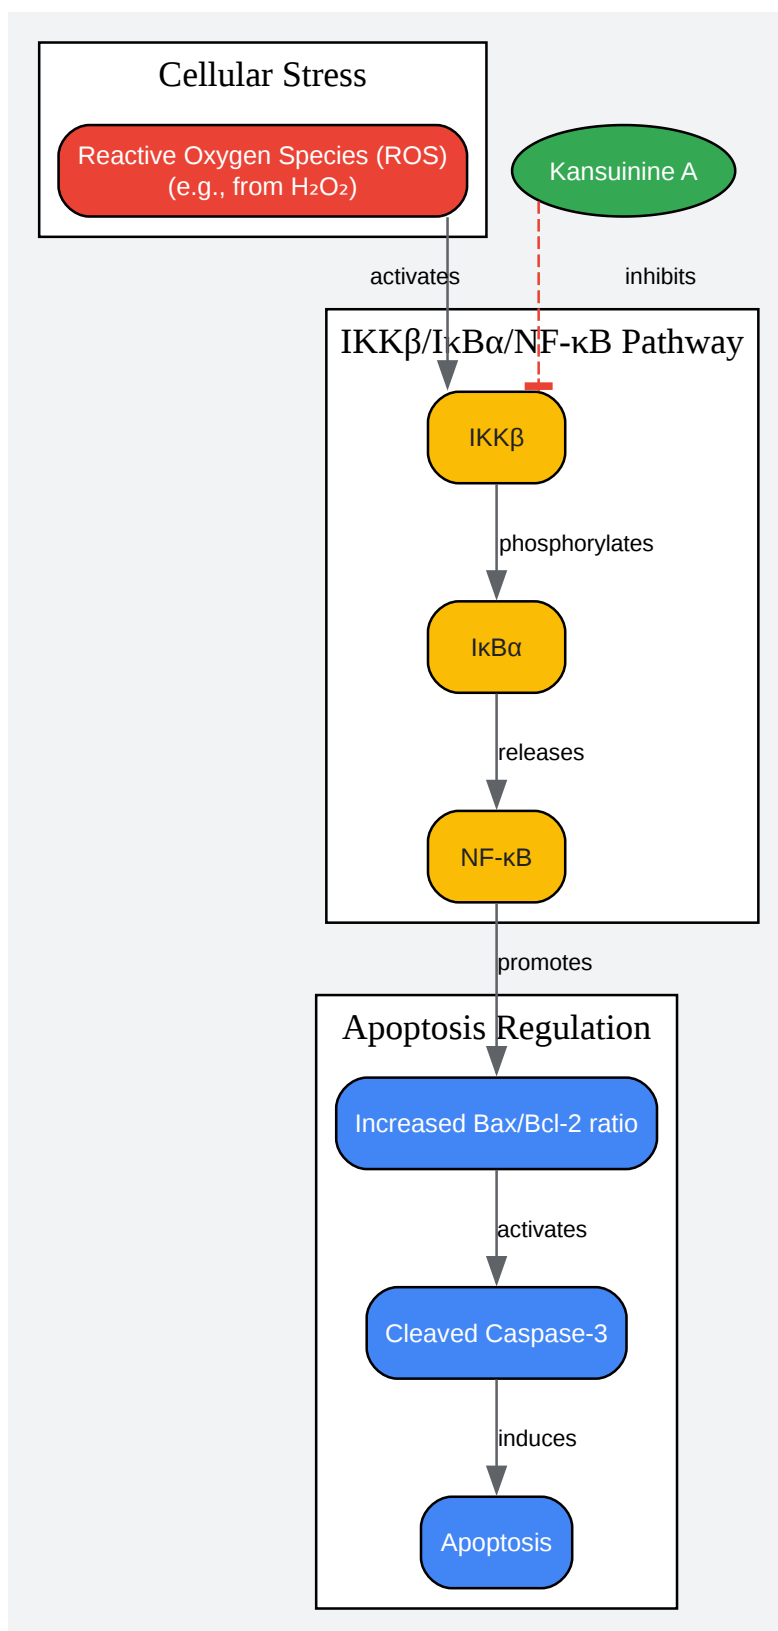 Cellular Stress
Reactive Oxygen Species (ROS)
(e.g., from H₂O₂)
Kansuinine A
activates
inhibits
IKKβ/IκBα/NF-κB Pathway
IKKβ
phosphorylates
IκBα
releases
NF-κB
promotes
Apoptosis Regulation
Increased Bax/Bcl-2 ratio
activates
Cleaved Caspase-3
induces
Apoptosis